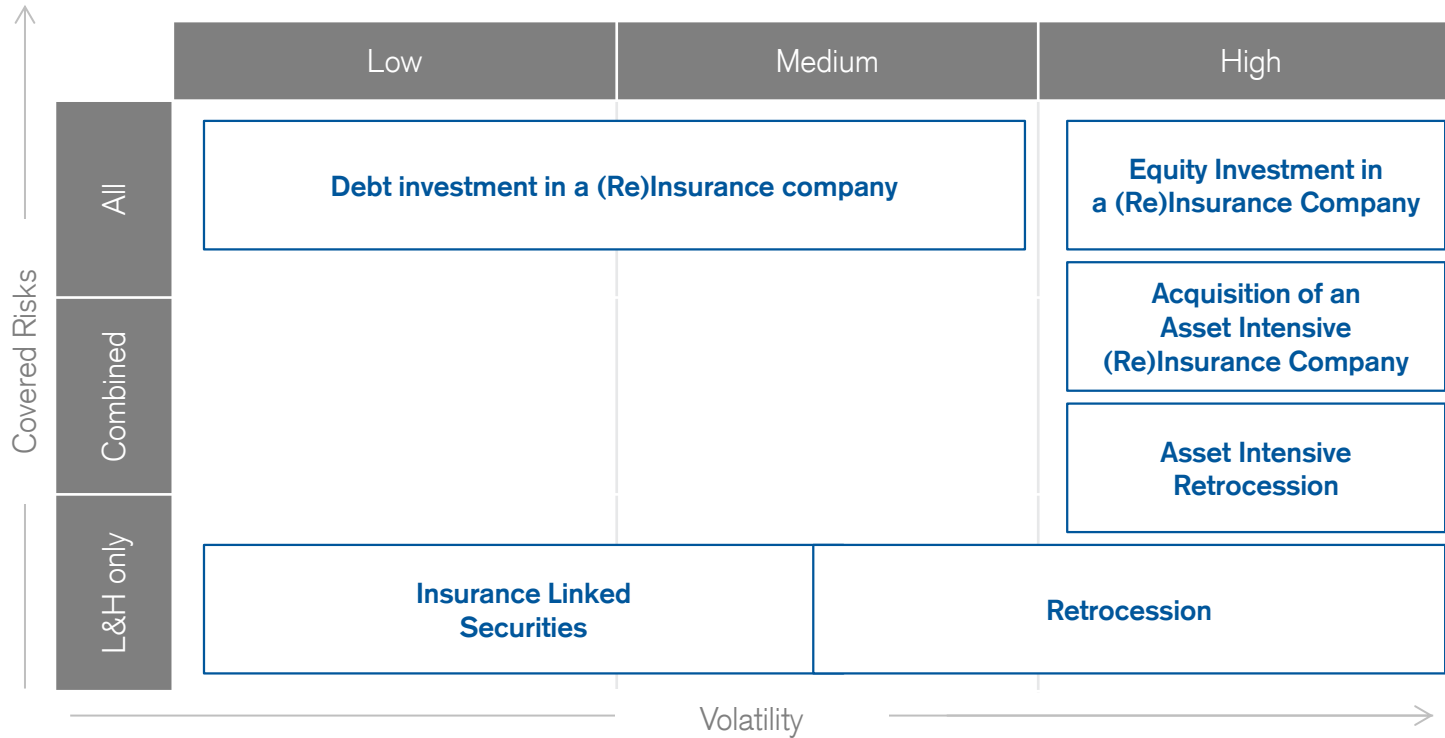 Low
Medium
High
Covered Risks
All
Debt investment in a (Re)Insurance company
Equity Investment in
a (Re)Insurance Company
Combined
Acquisition of an
Asset Intensive
(Re)Insurance Company
Asset Intensive
Retrocession
L&H only
Insurance Linked
Securities
Retrocession
Volatility